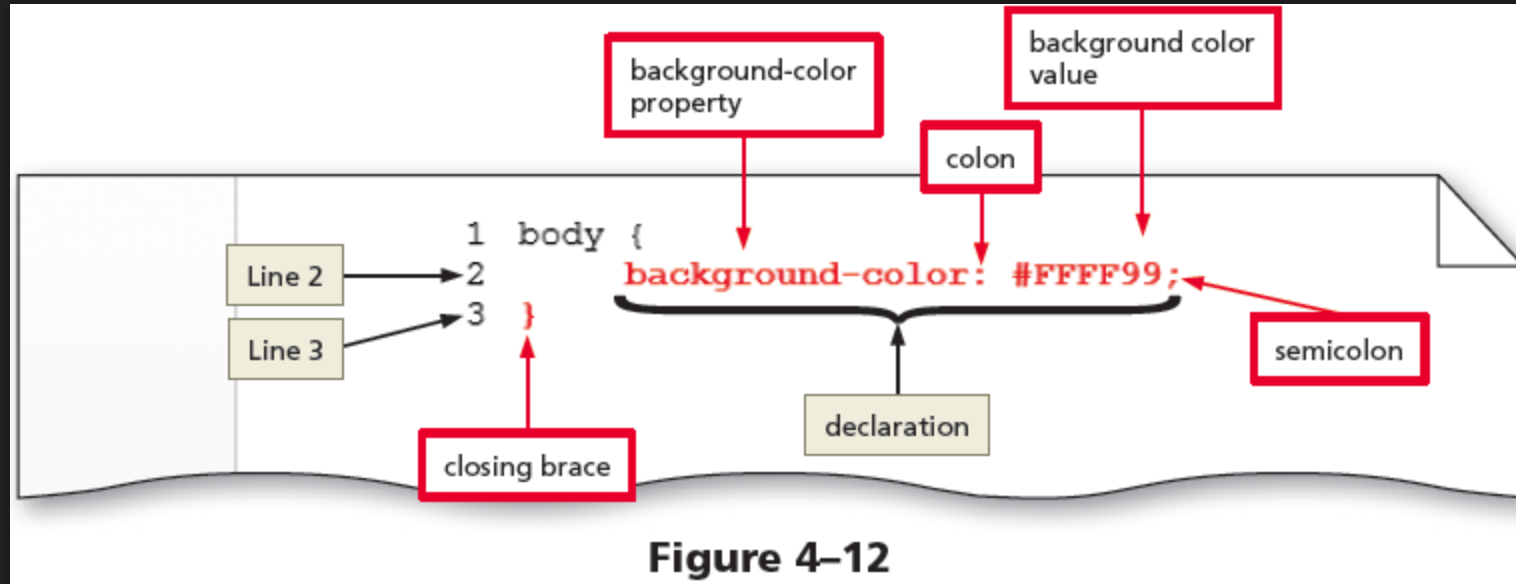 background color
value
background-color
property
colon
1 body {
Line 2
2 background-color: #FFFF99;
3 }
Line 3
semicolon
declaration
closing brace
Figure 4–12